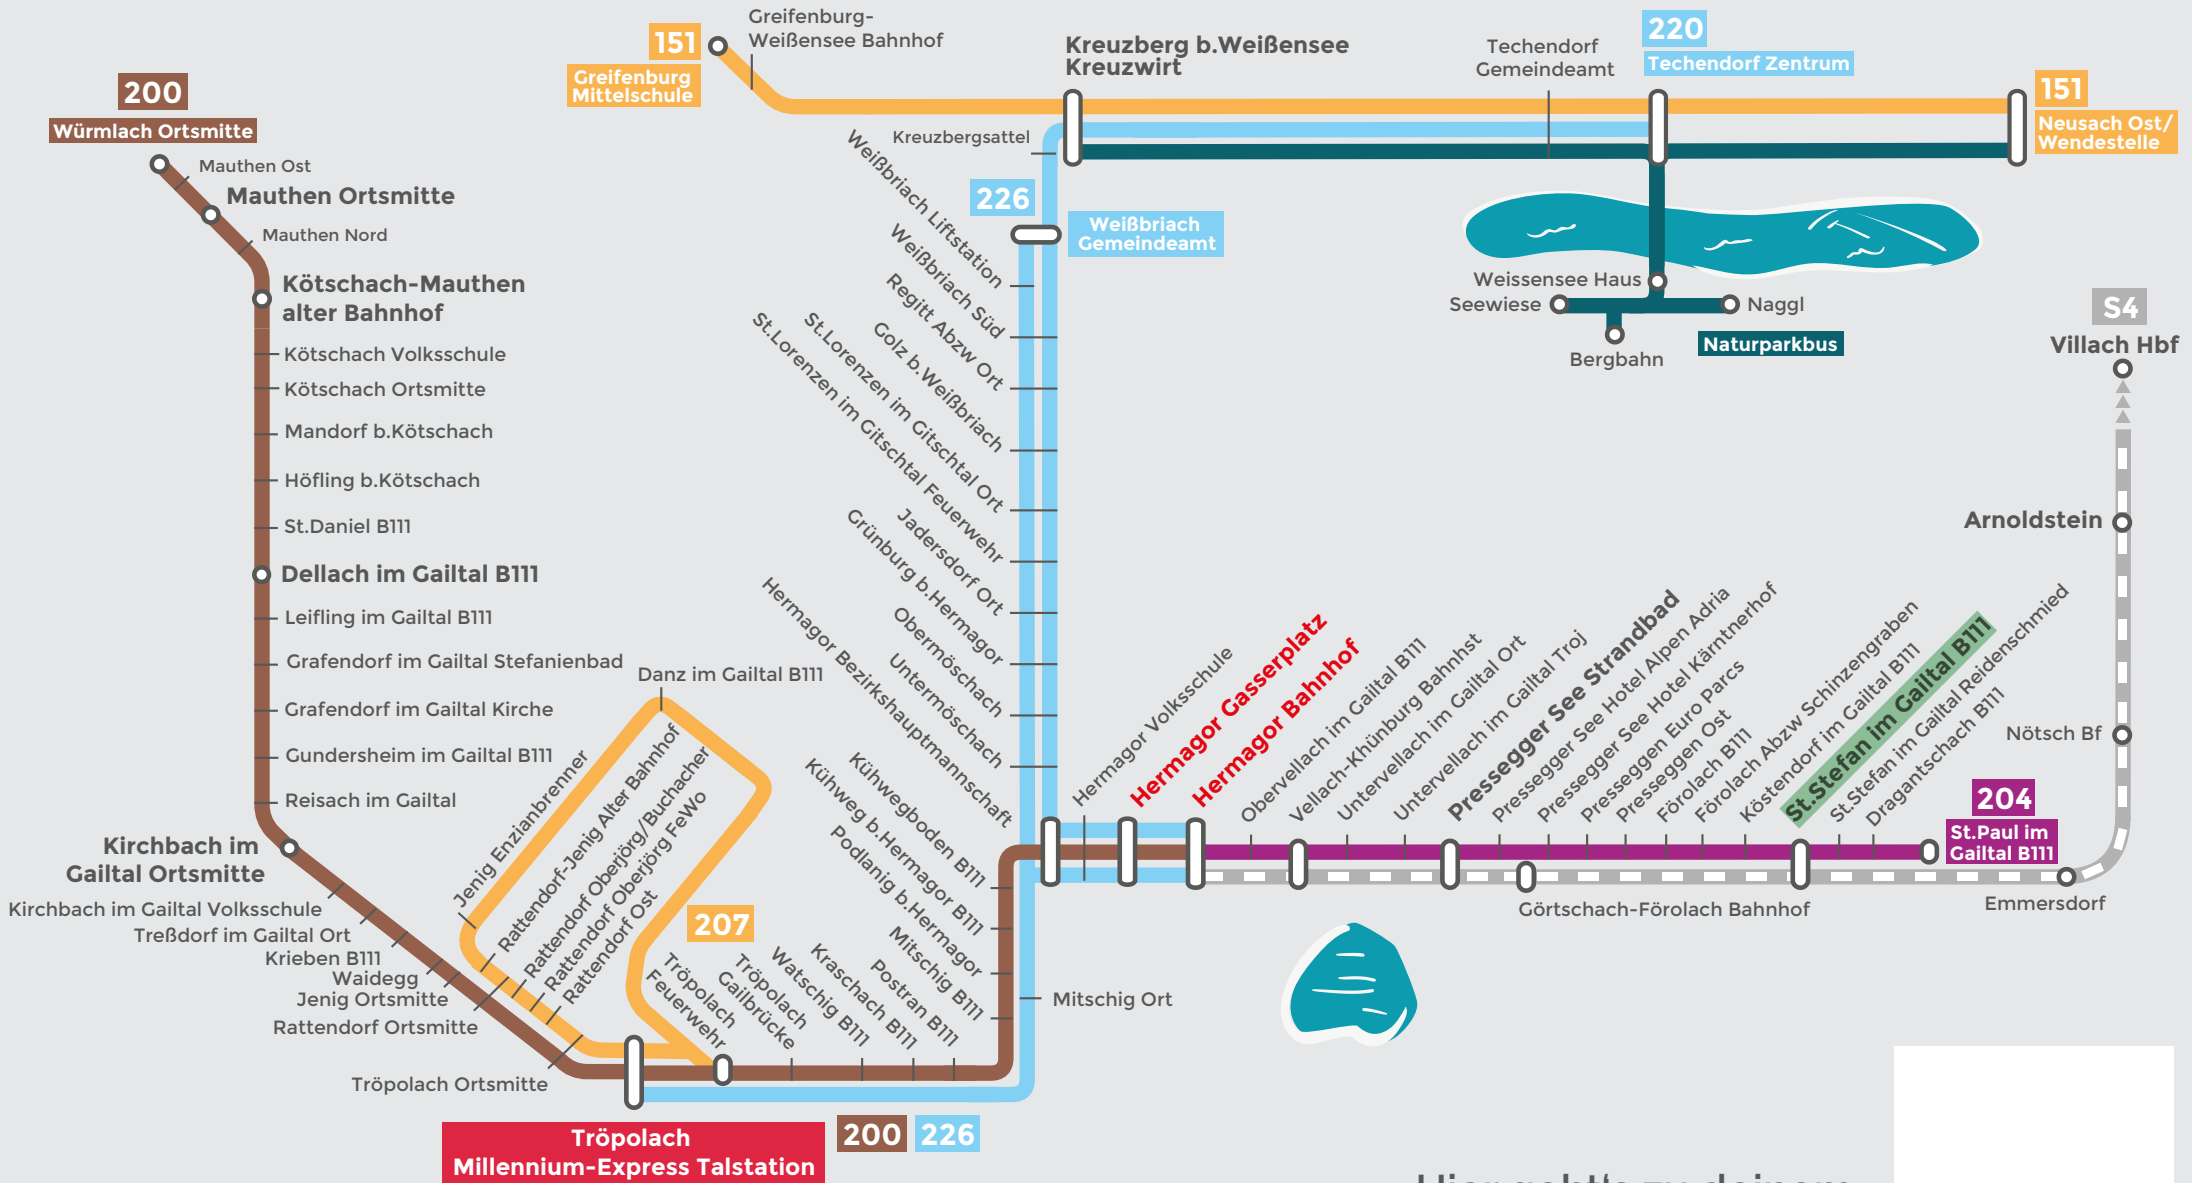 151
Greifenburg
Mittelschule
Greifenburg-
Weißensee Bahnhof
Kreuzberg b.Weißensee
Kreuzwirt
Techendorf
Gemeindeamt
220
Techendorf Zentrum
151
Neusach Ost/
Wendestelle
200
Würmlach Ortsmitte
Mauthen Ost
Mauthen Ortsmitte
Mauthen Nord
Kötschach-Mauthen
alter Bahnhof
Kötschach Volksschule
Kötschach Ortsmitte
Mandorf b.Kötschach
Höfling b.Kötschach
St.Daniel B111
Dellach im Gailtal B111
Leifling im Gailtal B111
Grafendorf im Gailtal Stefanienbad
Grafendorf im Gailtal Kirche
Gundersheim im Gailtal B111
Reisach im Gailtal
Kirchbach im
Gailtal Ortsmitte
Kirchbach im Gailtal Volksschule
Treßdorf im Gailtal Ort
Krieben B111
Waidegg
Jenig Ortsmitte
Rattendorf Ortsmitte
Tröpolach Ortsmitte
Danz im Gailtal B111
Jenig Enzianbrenner
Rattendorf-Jenig Alter Bahnhof
Rattendorf Oberjörg/Buchacher
Rattendorf Oberjörg FeWo
Rattendorf Ost
207
Tröpolach
Feuerwehr
Tröpolach
Gailbrücke
Watschig B111
Kraschach B111
Postran B111
Tröpolach
Millennium-Express Talstation
200
226
Kreuzbergsattel
226
Weißbriach
Gemeindeamt
Weißbriach Liftstation
Weißbriach Süd
Regitt Abzw Ort
Golz b.Weißbriach
St.Lorenzen im Gitschtal Ort
St.Lorenzen im Gitschtal Feuerwehr
Jadersdorf Ort
Grünburg b.Hermagor
Obermöschach
Untermöschach
Hermagor Bezirkshauptmannschaft
Kühwegboden B111
Kühweg b.Hermagor B111
Podlanig b.Hermagor
Mitschig B111
Mitschig Ort
Weissensee Haus
Seewiese
Naggl
Bergbahn
Naturparkbus
Hermagor Volksschule
Hermagor Gasserplatz
Hermagor Bahnhof
Obervellach im Gailtal B111
Vellach-Khünburg Bahnhst
Untervellach im Gailtal Ort
Untervellach im Gailtal Troj
Pressegger See Strandbad
Pressegger See Hotel Alpen Adria
Pressegger See Hotel Kärntnerhof
Presseggen Euro Parcs
Presseggen Ost
Förolach B111
Förolach Abzw Schinzengraben
Köstendorf im Gailtal B111
St.Stefan im Gailtal B111
St.Stefan im Gailtal Reidenschmied
Dragantschach B111
204
St.Paul im
Gailtal B111
Görtschach-Förolach Bahnhof
S4
Villach Hbf
Arnoldstein
Nötsch Bf
Emmersdorf
Hier geht's zu deinem